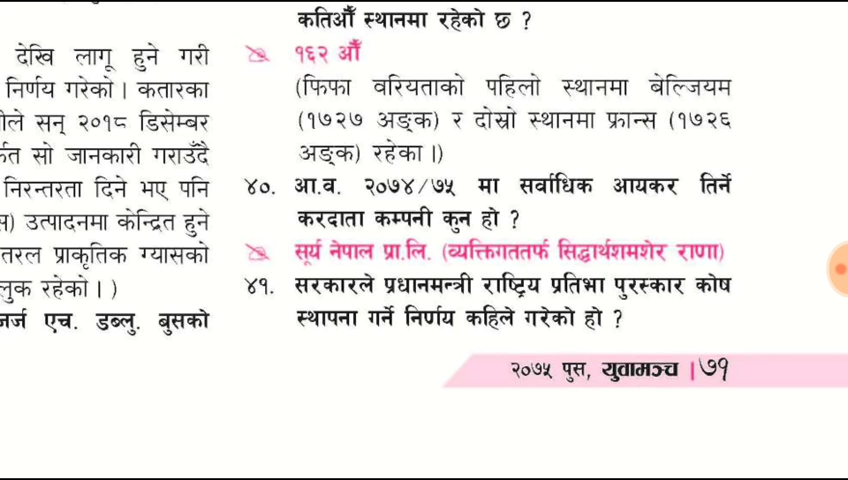 देखि लागू हुने गरी
निर्णय गरेको । कतारका
सन् २०१८ डिसेम्बर
सो जानकारी गराउँदै
निरन्तरता दिने भए पनि
उत्पादनमा केन्द्रित हुने
तरल प्राकृतिक ग्यासको
रहेको । )
एच. डब्लु. बुसको
कतिऔँ स्थानमा रहेको छ ?
१६२ औँ
(फिफा वरियताको पहिलो स्थानमा बेल्जियम
(१७२७ अङ्क) र दोस्रो स्थानमा फ्रान्स (१७२६
अङ्क) रहेका ।)
४०. आ.व. २०७४/७५ मा सर्वाधिक आयकर तिर्ने
करदाता कम्पनी कुन हो ?
सूर्य नेपाल प्रा.लि. (व्यक्तिगततर्फ सिद्धार्थशमशेर राणा)
४१. सरकारले प्रधानमन्त्री राष्ट्रिय प्रतिभा पुरस्कार कोष
स्थापना गर्ने निर्णय कहिले गरेको हो ?
२०७५ पुस, युवामञ्च | ७१